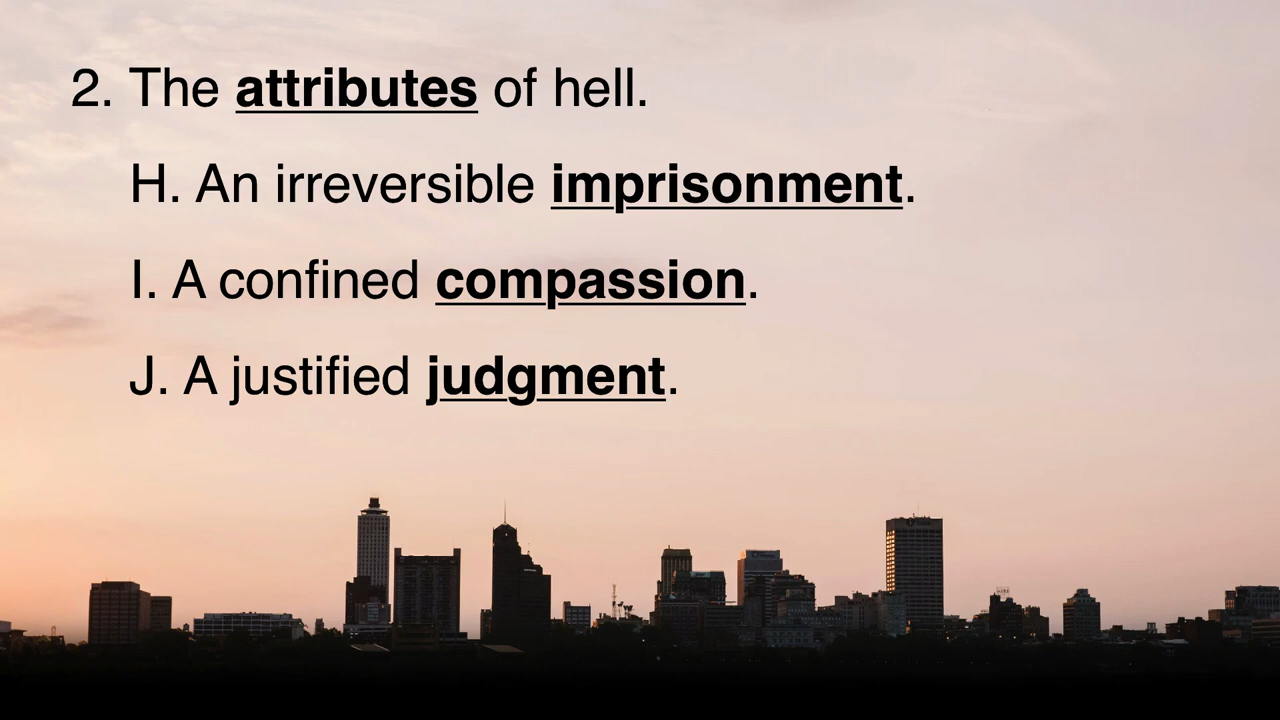 2. The attributes of hell.
H. An irreversible imprisonment.
I. A confined compassion.
J. A justified judgment.